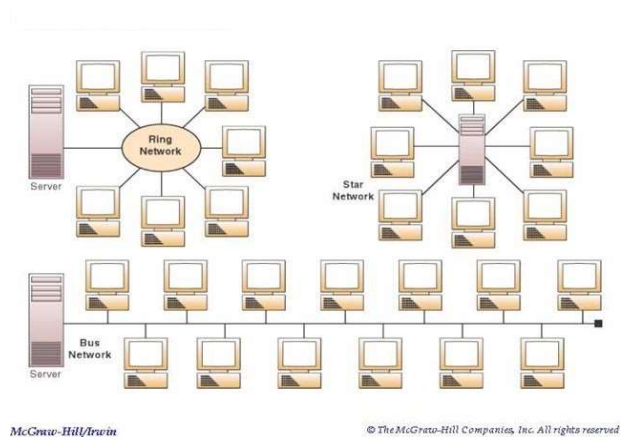 Ring
Network
Server
Star
Network
Bus
Network
Server
McGraw-Hill/Irwin
© The McGraw-Hill Companies, Inc. All rights reserved